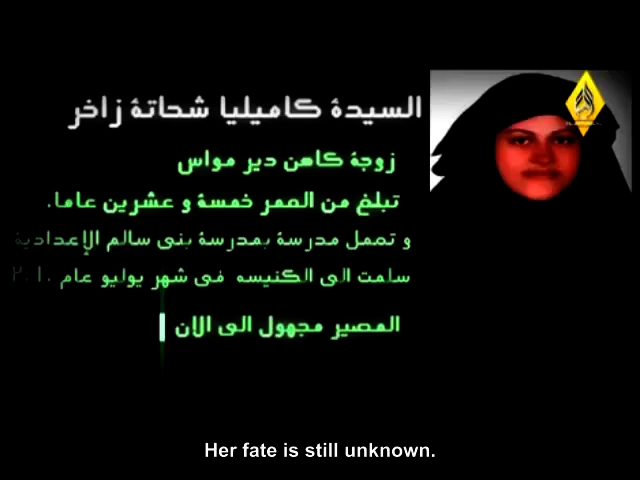 السيدة كاميليا شحاتة زاخر
زوجة كاهن دير مواس
تبلغ من العمر خمسة و عشرين عاما.
و تعمل مدرسة بمدرسة بنى سالم الإعدادية
سلمت الى الكنيسه فى شهر يوليو عام ٢٠١٠
المصير مجهول الى الان
Her fate is still unknown.